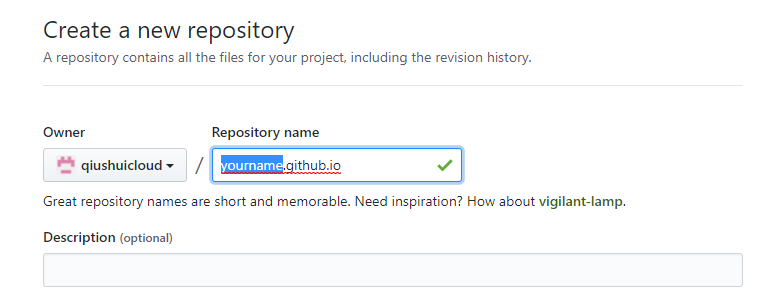 Create a new repository
A repository contains all the files for your project, including the revision history.
Owner
Repository name
qiushuicloud / yourname.github.io
Great repository names are short and memorable. Need inspiration? How about vigilant-lamp.
Description (optional)